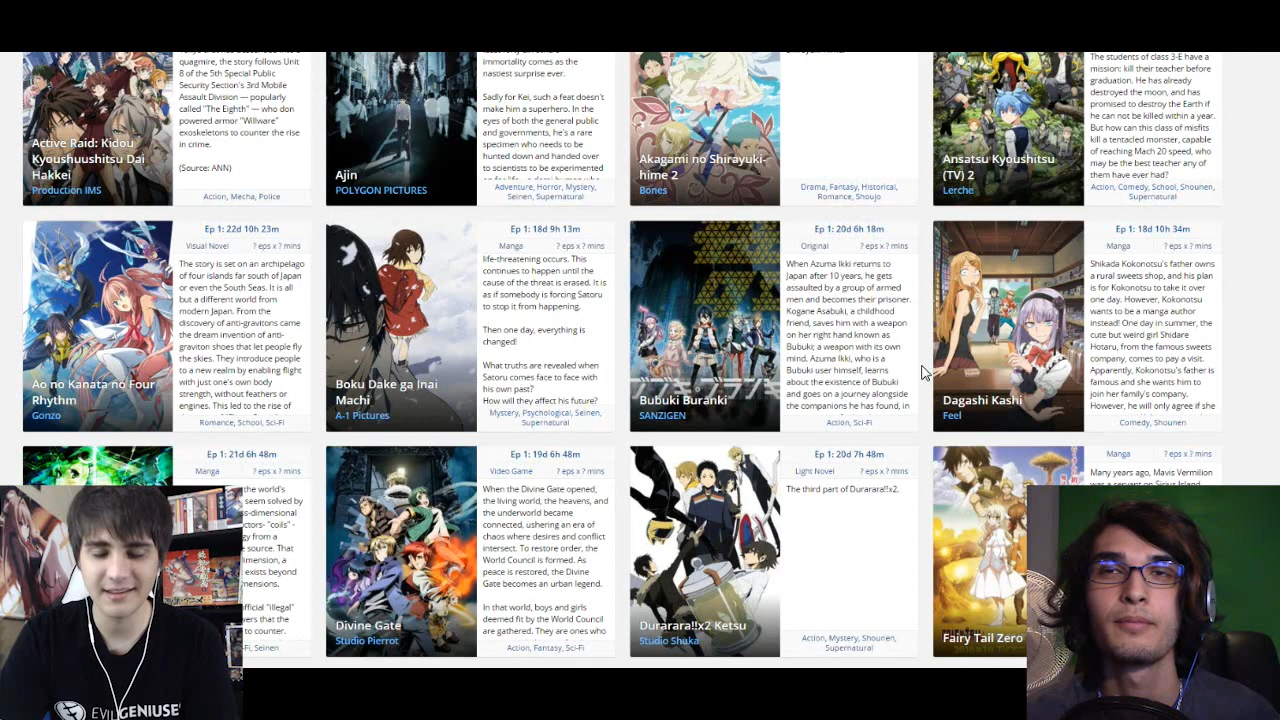 quagmire, the story follows Unit
8 of the 5th Special Public
Security Section's 3rd Mobile
Assault Division — popularly
called "The Eighth" — who don
powered armor "Willware"
exoskeletons to counter the rise
in crime.
(Source: ANN)
Active Raid: Kidou
Kyoushuushitsu Dai
Hakkei
Production IMS
Action, Mecha, Police
immortality comes as the
nastiest surprise ever.
Sadly for Kei, such a feat doesn't
make him a superhero. In the
eyes of both the general public
and governments, he's a rare
specimen who needs to be
hunted down and handed over
to scientists to be experimented
Ajin
POLYGON PICTURES
Adventure, Horror, Mystery,
Seinen, Supernatural
Akagami no Shirayuki-
hime 2
Bones
Drama, Fantasy, Historical,
Romance, Shoujo
The students of class 3-E have a
mission: kill their teacher before
graduation. He has already
destroyed the moon, and has
promised to destroy the Earth if
he can not be killed within a year.
But how can this class of misfits
kill a tentacled monster, capable
of reaching Mach 20 speed, who
may be the best teacher any of
them have ever had?
Ansatsu Kyoushitsu
(TV) 2
Lerche
Action, Comedy, School, Shounen,
Supernatural
Ep 1: 22d 10h 23m
Visual Novel ? eps x ? mins
The story is set on an archipelago
of four islands far south of Japan
or even the South Seas. It is all
but a different world from
modern Japan. From the
discovery of anti-gravitons came
the dream invention of anti-
graviton shoes that let people fly
the skies. They introduce people
to a new realm by enabling flight
with just one's own body
strength, without feathers or
engines. This led to the rise of
Ao no Kanata no Four
Rhythm
Gonzo
Romance, School, Sci-Fi
Ep 1: 18d 9h 13m
Manga ? eps x ? mins
life-threatening occurs. This
continues to happen until the
cause of the threat is erased. It is
as if somebody is forcing Satoru
to stop it from happening.
Then one day, everything is
changed!
What truths are revealed when
Satoru comes face to face with
his own past?
How will they affect his future?
Boku Dake ga Inai
Machi
A-1 Pictures
Mystery, Psychological, Seinen,
Supernatural
Ep 1: 20d 6h 18m
Original ? eps x ? mins
When Azuma Ikki returns to
Japan after 10 years, he gets
assaulted by a group of armed
men and becomes their prisoner.
Kogane Asabuki, a childhood
friend, saves him with a weapon
on her right hand known as
Bubuki; a weapon with its own
mind. Azuma Ikki, who is a
Bubuki user himself, learns
about the existence of Bubuki
and goes on a journey alongside
the companions he has found, in
Bubuki Buranki
SANZIGEN
Action, Sci-Fi
Ep 1: 18d 10h 34m
Manga ? eps x ? mins
Shikada Kokonotsu's father owns
a rural sweets shop, and his plan
is for Kokonotsu to take it over
one day. However, Kokonotsu
wants to be a manga author
instead! One day in summer, the
cute but weird girl Shidare
Hotaru, from the famous sweets
company, comes to pay a visit.
Apparently, Kokonotsu's father is
famous and she wants him to
join her family's company.
However, he will only agree if she
Dagashi Kashi
Feel
Comedy, Shounen
Ep 1: 21d 6h 48m
Manga ? eps x ? mins
the world's
seem solved by
ss-dimensional
ctors- "coils" -
gy from a
source. That
imension, a
exists beyond
mensions.
fficial "illegal"
vers that the
to counter.
-Fi, Seinen
Ep 1: 19d 6h 48m
Video Game ? eps x ? mins
When the Divine Gate opened,
the living world, the heavens, and
the underworld became
connected, ushering an era of
chaos where desires and conflict
intersect. To restore order, the
World Council is formed. As
peace is restored, the Divine
Gate becomes an urban legend.
In that world, boys and girls
deemed fit by the World Council
are gathered. They are ones who
Divine Gate
Studio Pierrot
Action, Fantasy, Sci-Fi
Ep 1: 20d 7h 48m
Light Novel ? eps x ? mins
The third part of Durarara!!x2.
Durarara!!x2 Ketsu
Studio Shuka
Action, Mystery, Shounen,
Supernatural
Manga ? eps x ? mins
Many years ago, Mavis Vermilion
Fairy Tail Zero
EVIL GENIUSE